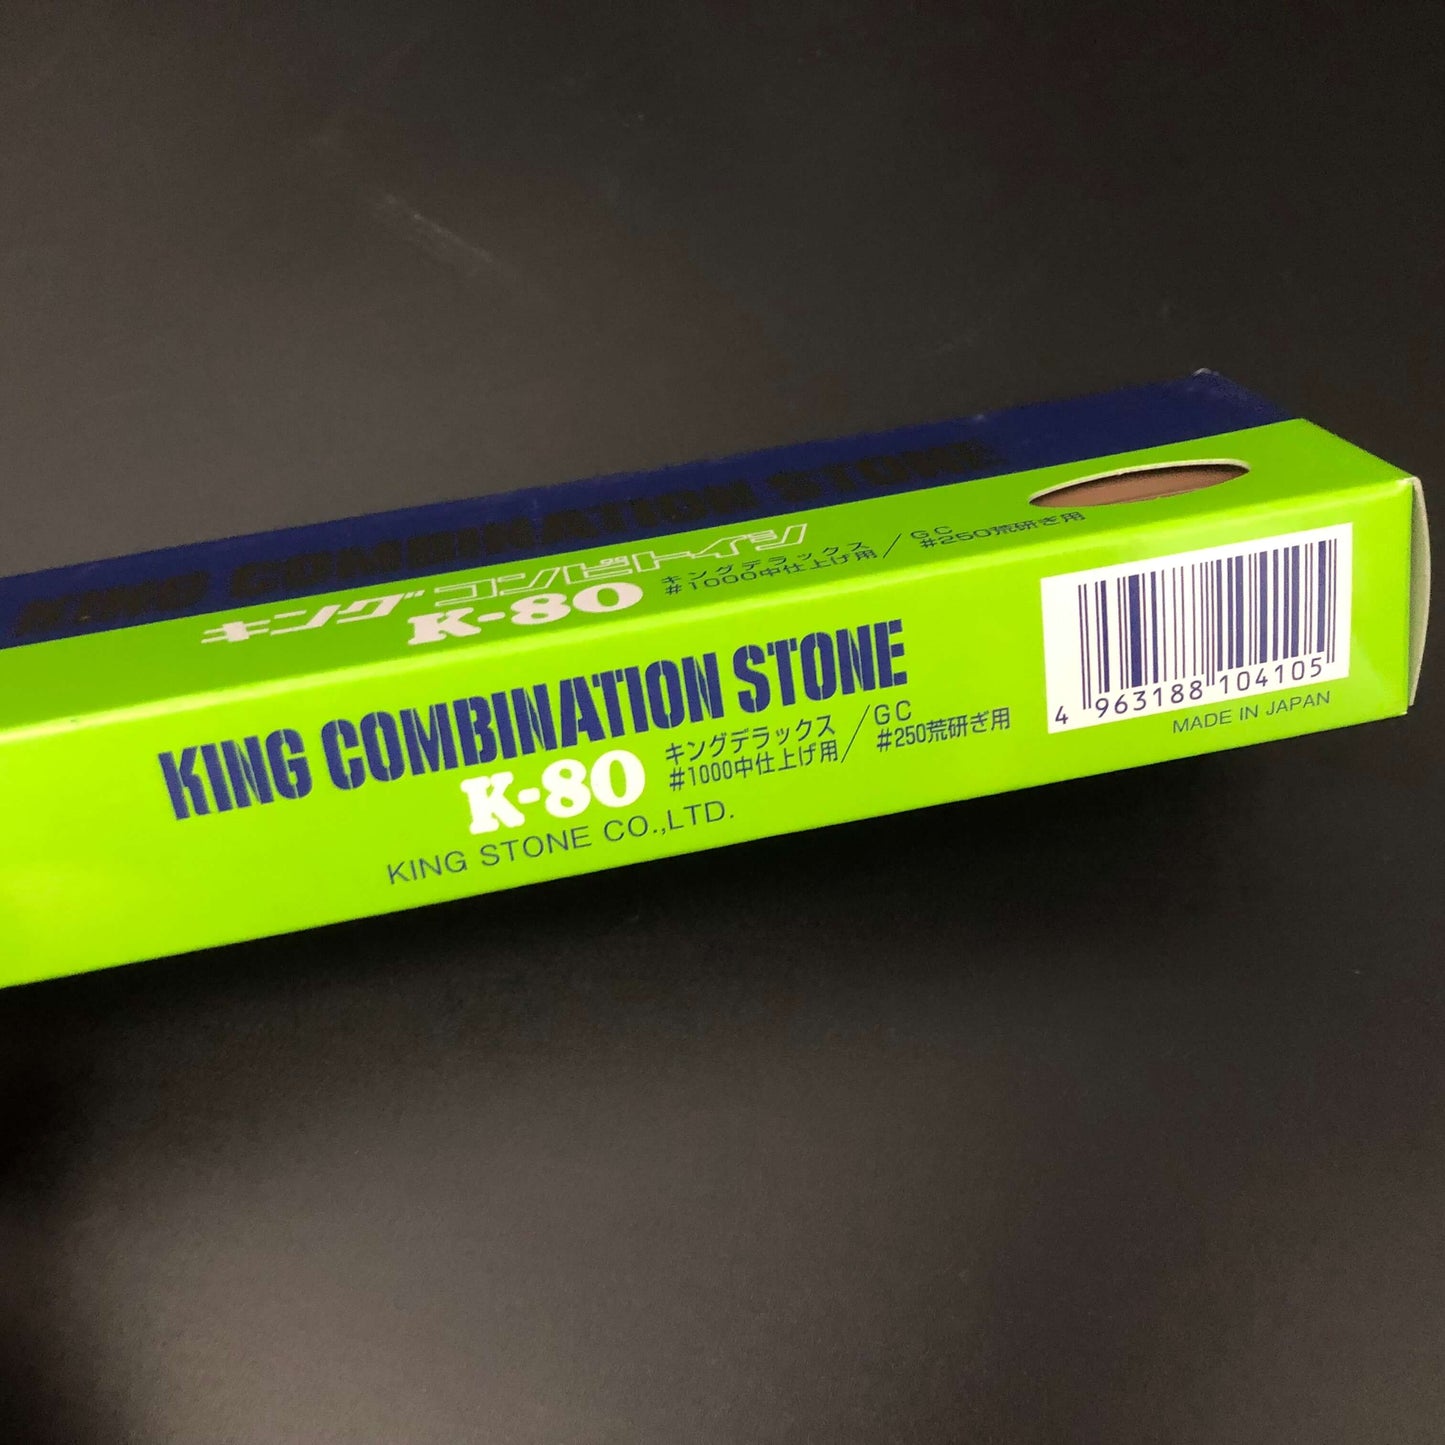 KING COMBINATION STONE
キング コンビトイシ
K-80
キングデラックス
#1000中仕上げ用
GC
#250荒研ぎ用
KING COMBINATION STONE
K-80
キングデラックス
#1000中仕上げ用
GC
#250荒研ぎ用
KING STONE CO.,LTD.
4 963188 104105
MADE IN JAPAN